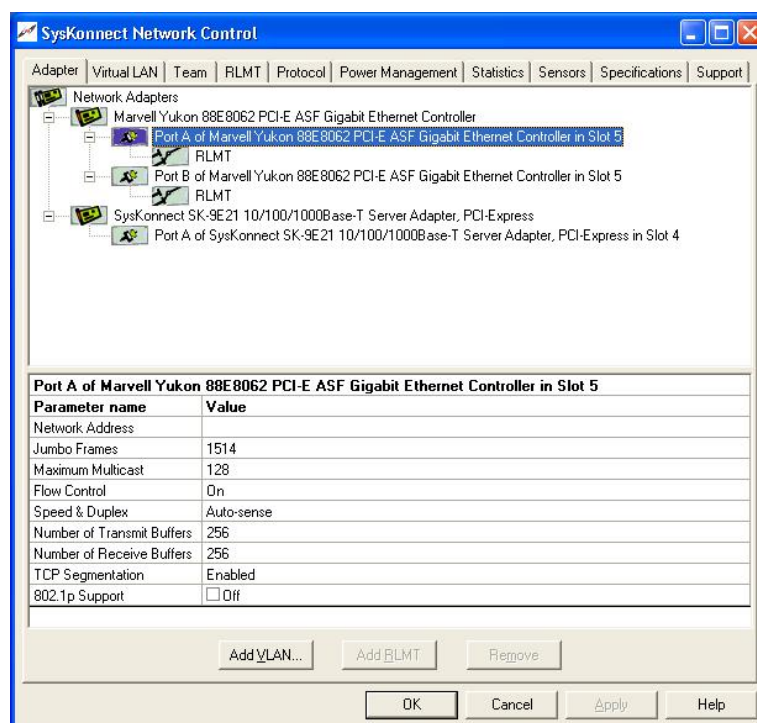 SysKonnect Network Control
Adapter Virtual LAN Team RLMT Protocol Power Management Statistics Sensors Specifications Support
Network Adapters
Marvell Yukon 88E8062 PCI-E ASF Gigabit Ethernet Controller
Port A of Marvell Yukon 88E8062 PCI-E ASF Gigabit Ethernet Controller in Slot 5
RLMT
Port B of Marvell Yukon 88E8062 PCI-E ASF Gigabit Ethernet Controller in Slot 5
RLMT
SysKonnect SK-9E21 10/100/1000Base-T Server Adapter, PCI-Express
Port A of SysKonnect SK-9E21 10/100/1000Base-T Server Adapter, PCI-Express in Slot 4
Port A of Marvell Yukon 88E8062 PCI-E ASF Gigabit Ethernet Controller in Slot 5
Parameter name Value
Network Address
Jumbo Frames 1514
Maximum Multicast 128
Flow Control On
Speed & Duplex Auto-sense
Number of Transmit Buffers 256
Number of Receive Buffers 256
TCP Segmentation Enabled
802.1p Support Off
Add VLAN... Add RLMT Remove
OK Cancel Apply Help